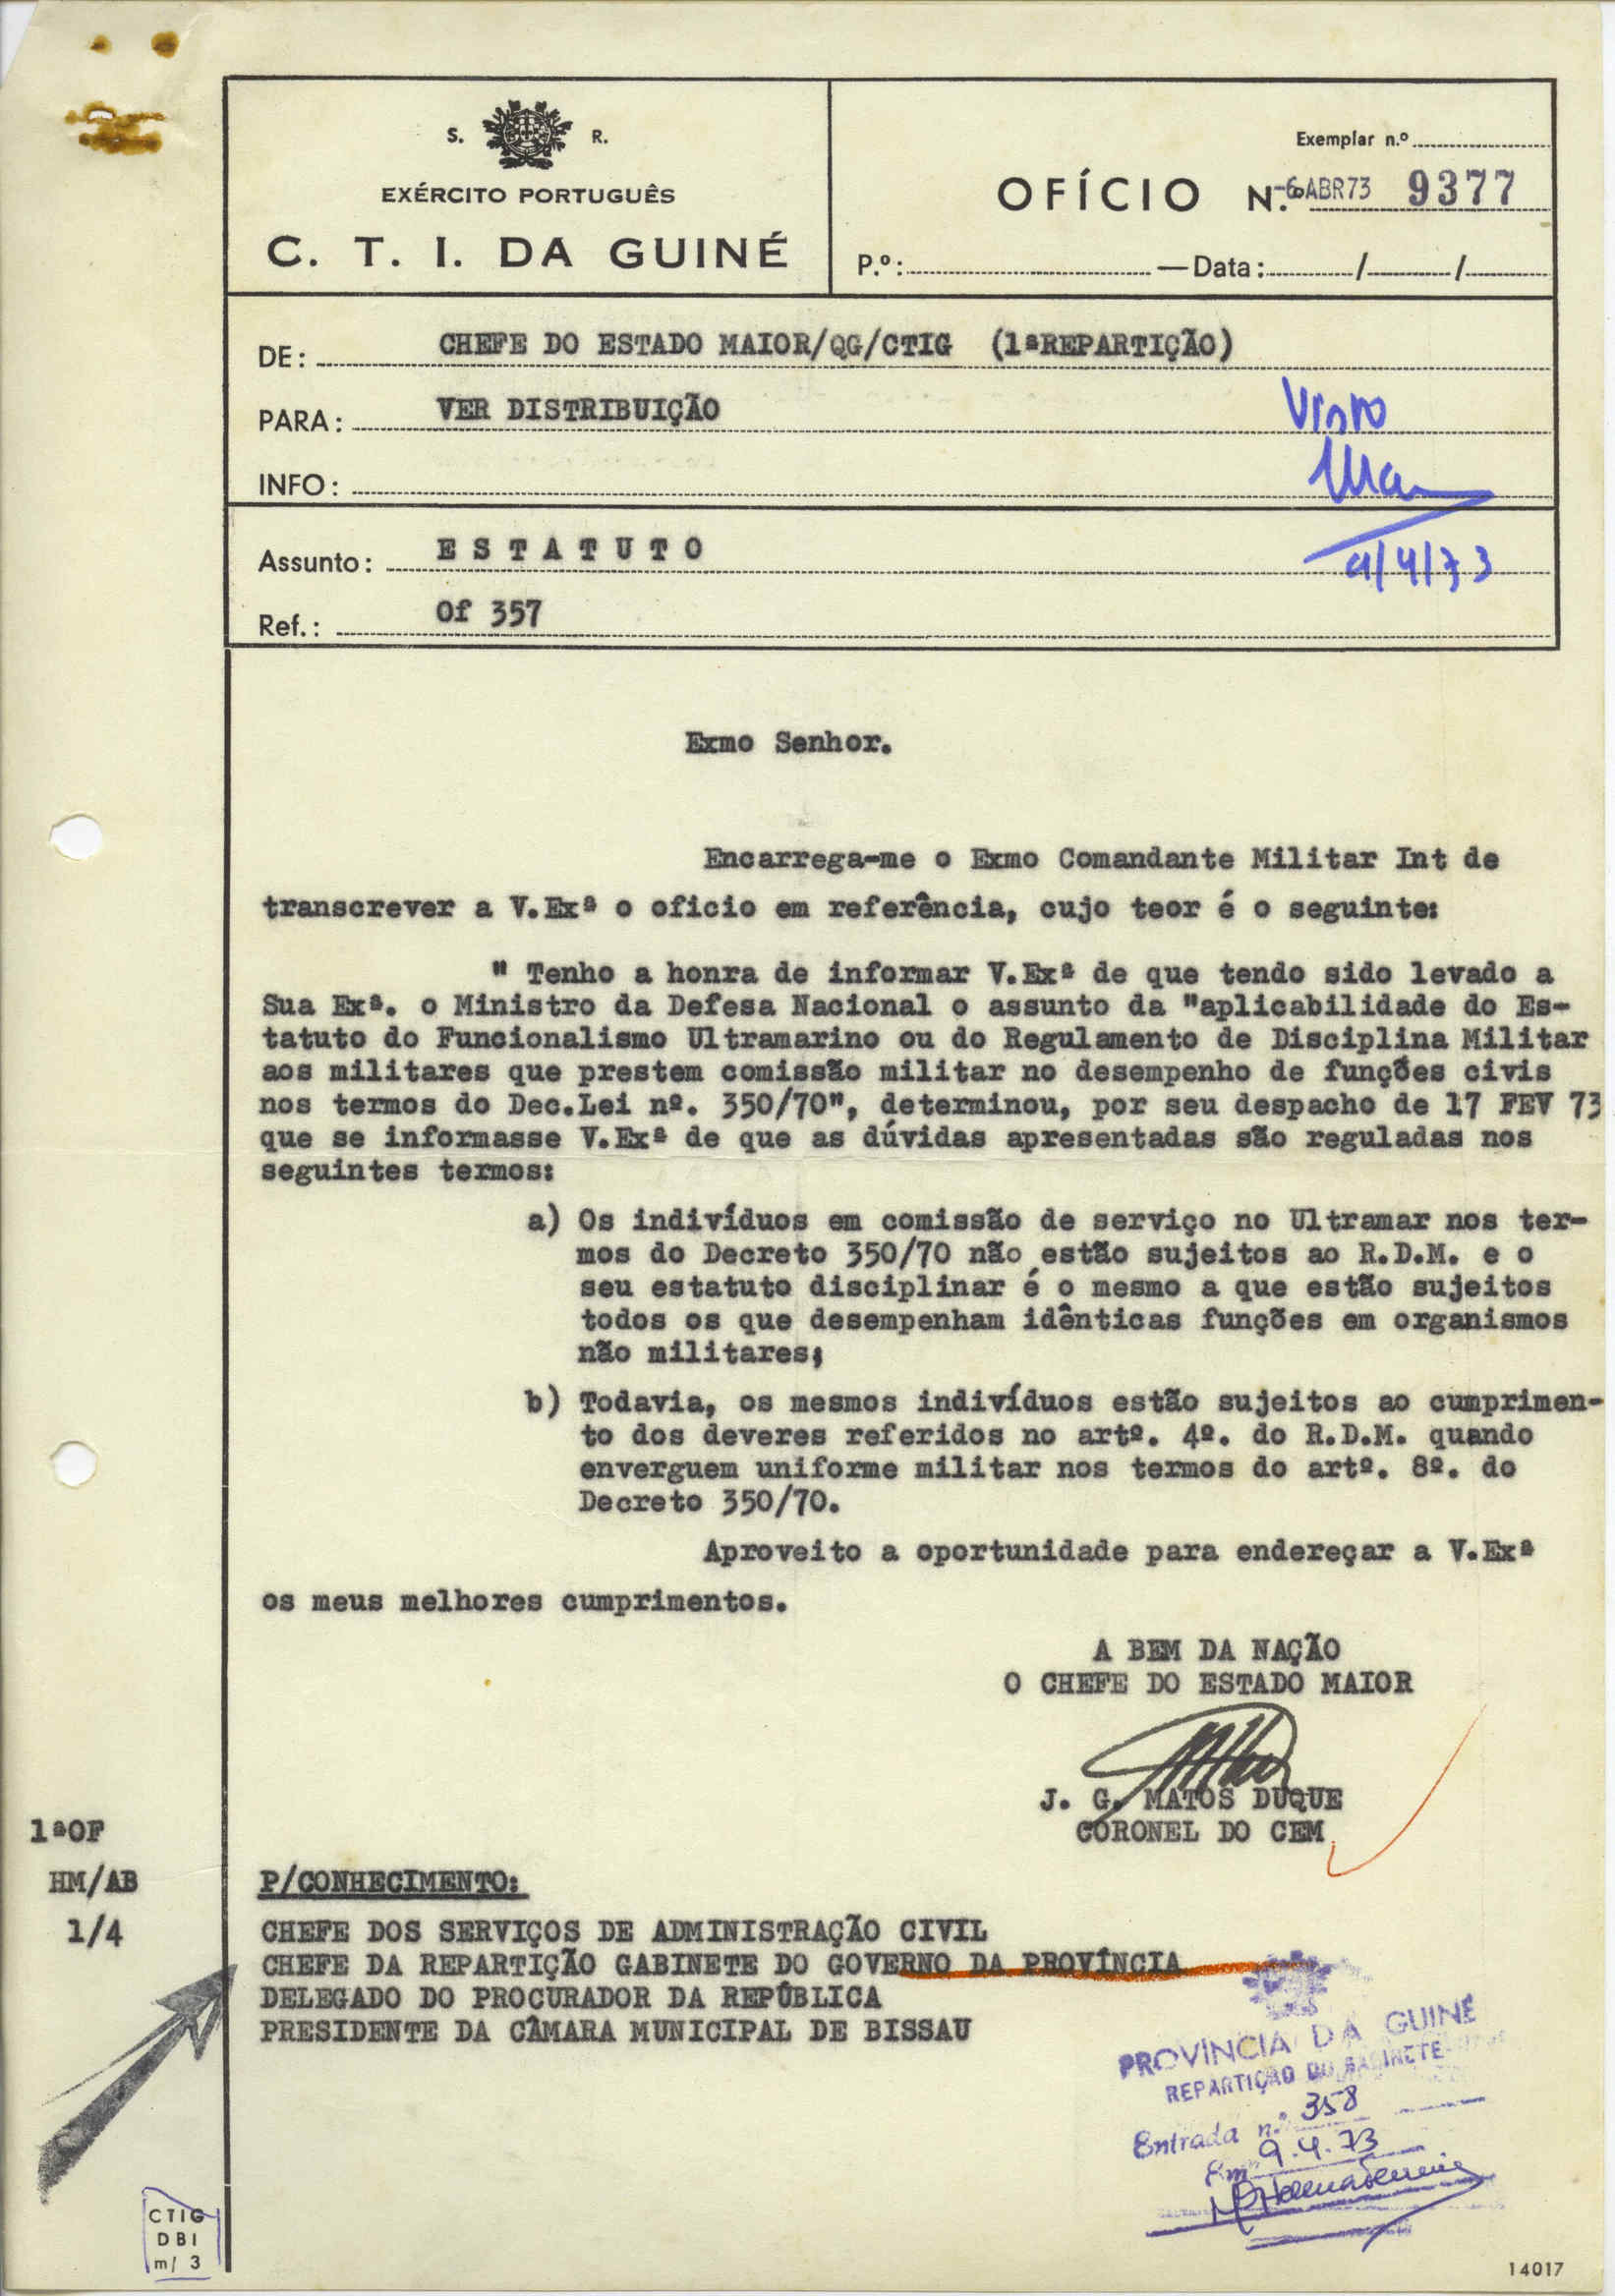 S. R.
EXÉRCITO PORTUGUÊS
C. T. I. DA GUINÉ
Exemplar n.º
OFÍCIO N.º -6 ABR 73 9377
P.º: — Data: / /
DE: CHEFE DO ESTADO MAIOR/QG/CTIG (1ªREPARTIÇÃO)
PARA: VER DISTRIBUIÇÃO
Visto
INFO:
Assunto: E S T A T U T O
9/4/73
Ref.: Of 357
Exmo Senhor.
Encarrega-me o Exmo Comandante Militar Int de
transcrever a V.Exª o oficio em referência, cujo teor é o seguinte:
" Tenho a honra de informar V.Exª de que tendo sido levado a
Sua Exª. o Ministro da Defesa Nacional o assunto da "aplicabilidade do Es-
tatuto do Funcionalismo Ultramarino ou do Regulamento de Disciplina Militar
aos militares que prestem comissão militar no desempenho de funções civis
nos termos do Dec.Lei nº. 350/70", determinou, por seu despacho de 17 FEV 73
que se informasse V.Exª de que as dúvidas apresentadas são reguladas nos
seguintes termos:
a) Os indivíduos em comissão de serviço no Ultramar nos ter-
mos do Decreto 350/70 não estão sujeitos ao R.D.M. e o
seu estatuto disciplinar é o mesmo a que estão sujeitos
todos os que desempenham idênticas funções em organismos
não militares;
b) Todavia, os mesmos indivíduos estão sujeitos ao cumprimen-
to dos deveres referidos no artº. 4º. do R.D.M. quando
enverguem uniforme militar nos termos do artº. 8º. do
Decreto 350/70.
Aproveito a oportunidade para endereçar a V.Exª
os meus melhores cumprimentos.
A BEM DA NAÇÃO
O CHEFE DO ESTADO MAIOR
J. G. MATOS DUQUE
CORONEL DO CEM
1ªOF
HM/AB
1/4
P/CONHECIMENTO:
CHEFE DOS SERVIÇOS DE ADMINISTRAÇÃO CIVIL
CHEFE DA REPARTIÇÃO GABINETE DO GOVERNO DA PROVÍNCIA
DELEGADO DO PROCURADOR DA REPÚBLICA
PRESIDENTE DA CÂMARA MUNICIPAL DE BISSAU
PROVINCIA DA GUINÉ
REPARTIÇÃO DO GABINETE
Entrada n.º 358
Em 9.4.73
CTIG
DBI
m/ 3
14017